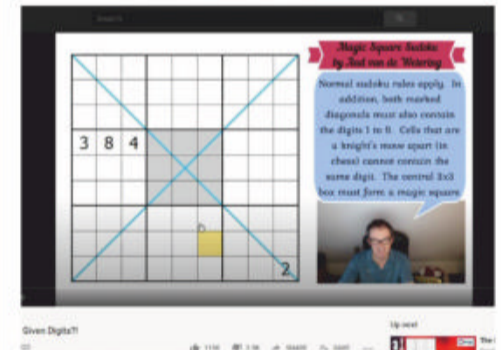 Search
Magic Square Sudoku
by Aad van de Wetering
Normal sudoku rules apply. In
addition, both marked
diagonals must also contain
the digits 1 to 9. Cells that are
a knight's move apart (in
chess) cannot contain the
same digit. The central 3x3
box must form a magic square
3 8 4
2
Given Digits?!
Up next